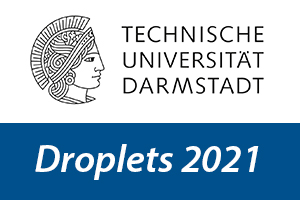 TECHNISCHE
UNIVERSITÄT
DARMSTADT
Droplets 2021